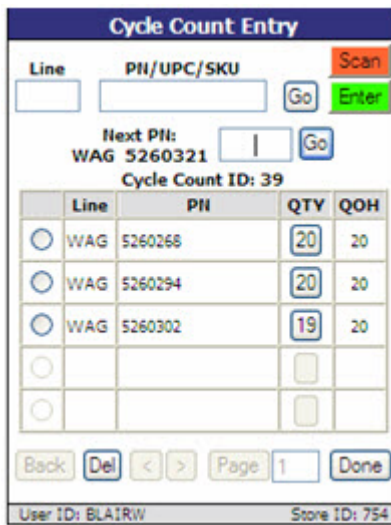 Cycle Count Entry
Line PN/UPC/SKU Scan
Go Enter
Next PN:
WAG 5260321 Go
Cycle Count ID: 39
Line PN QTY QOH
WAG 5260268 20 20
WAG 5260294 20 20
WAG 5260302 19 20
Back Del < > Page 1 Done
User ID: BLAIRW Store ID: 754